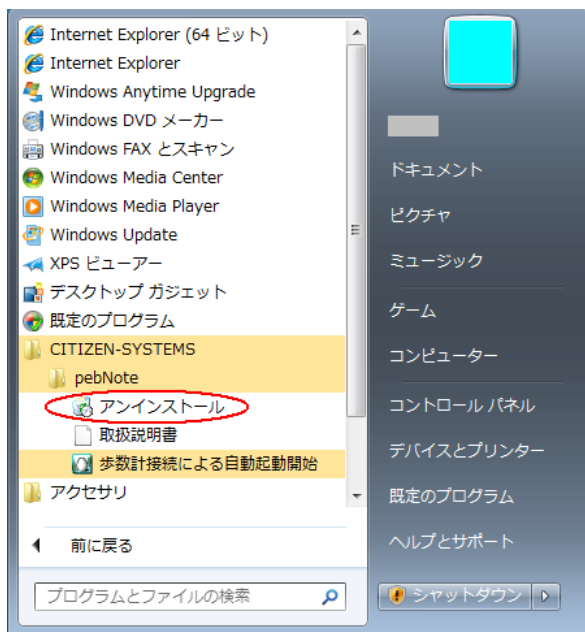 Internet Explorer (64 ビット)
Internet Explorer
Windows Anytime Upgrade
Windows DVD メーカー
Windows FAX とスキャン
Windows Media Center
Windows Media Player
Windows Update
XPS ビューアー
デスクトップ ガジェット
既定のプログラム
CITIZEN-SYSTEMS
pebNote
アンインストール
取扱説明書
歩数計接続による自動起動開始
アクセサリ
前に戻る
プログラムとファイルの検索
ドキュメント
ピクチャ
ミュージック
ゲーム
コンピューター
コントロール パネル
デバイスとプリンター
既定のプログラム
ヘルプとサポート
シャットダウン